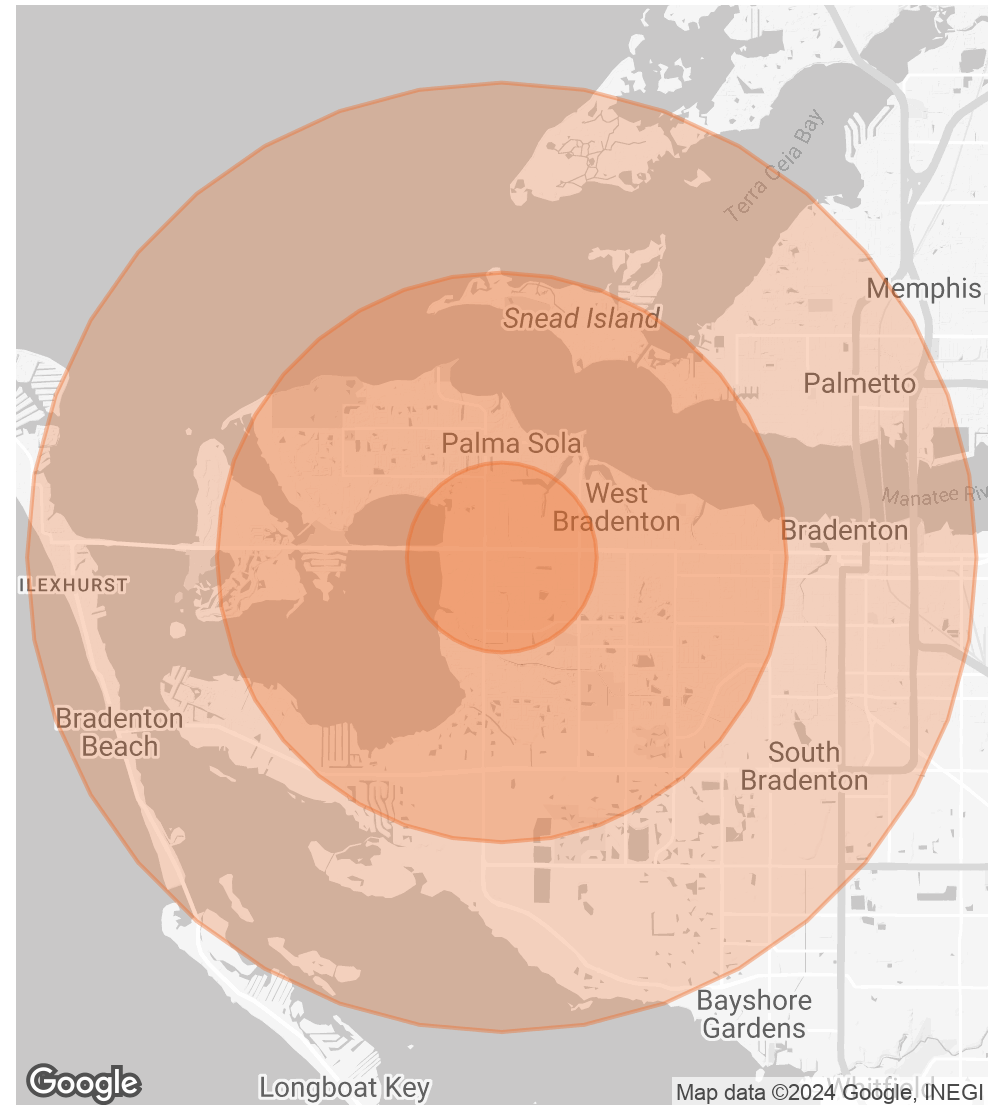 Terra Ceia Bay
Memphis
Snead Island
Palmetto
Palma Sola
West
Bradenton
Manatee Riv
Bradenton
ILEXHURST
Bradenton
Beach
South
Bradenton
Bayshore
Gardens
Longboat Key
Google
Whitfield
Map data ©2024 Google, INEGI